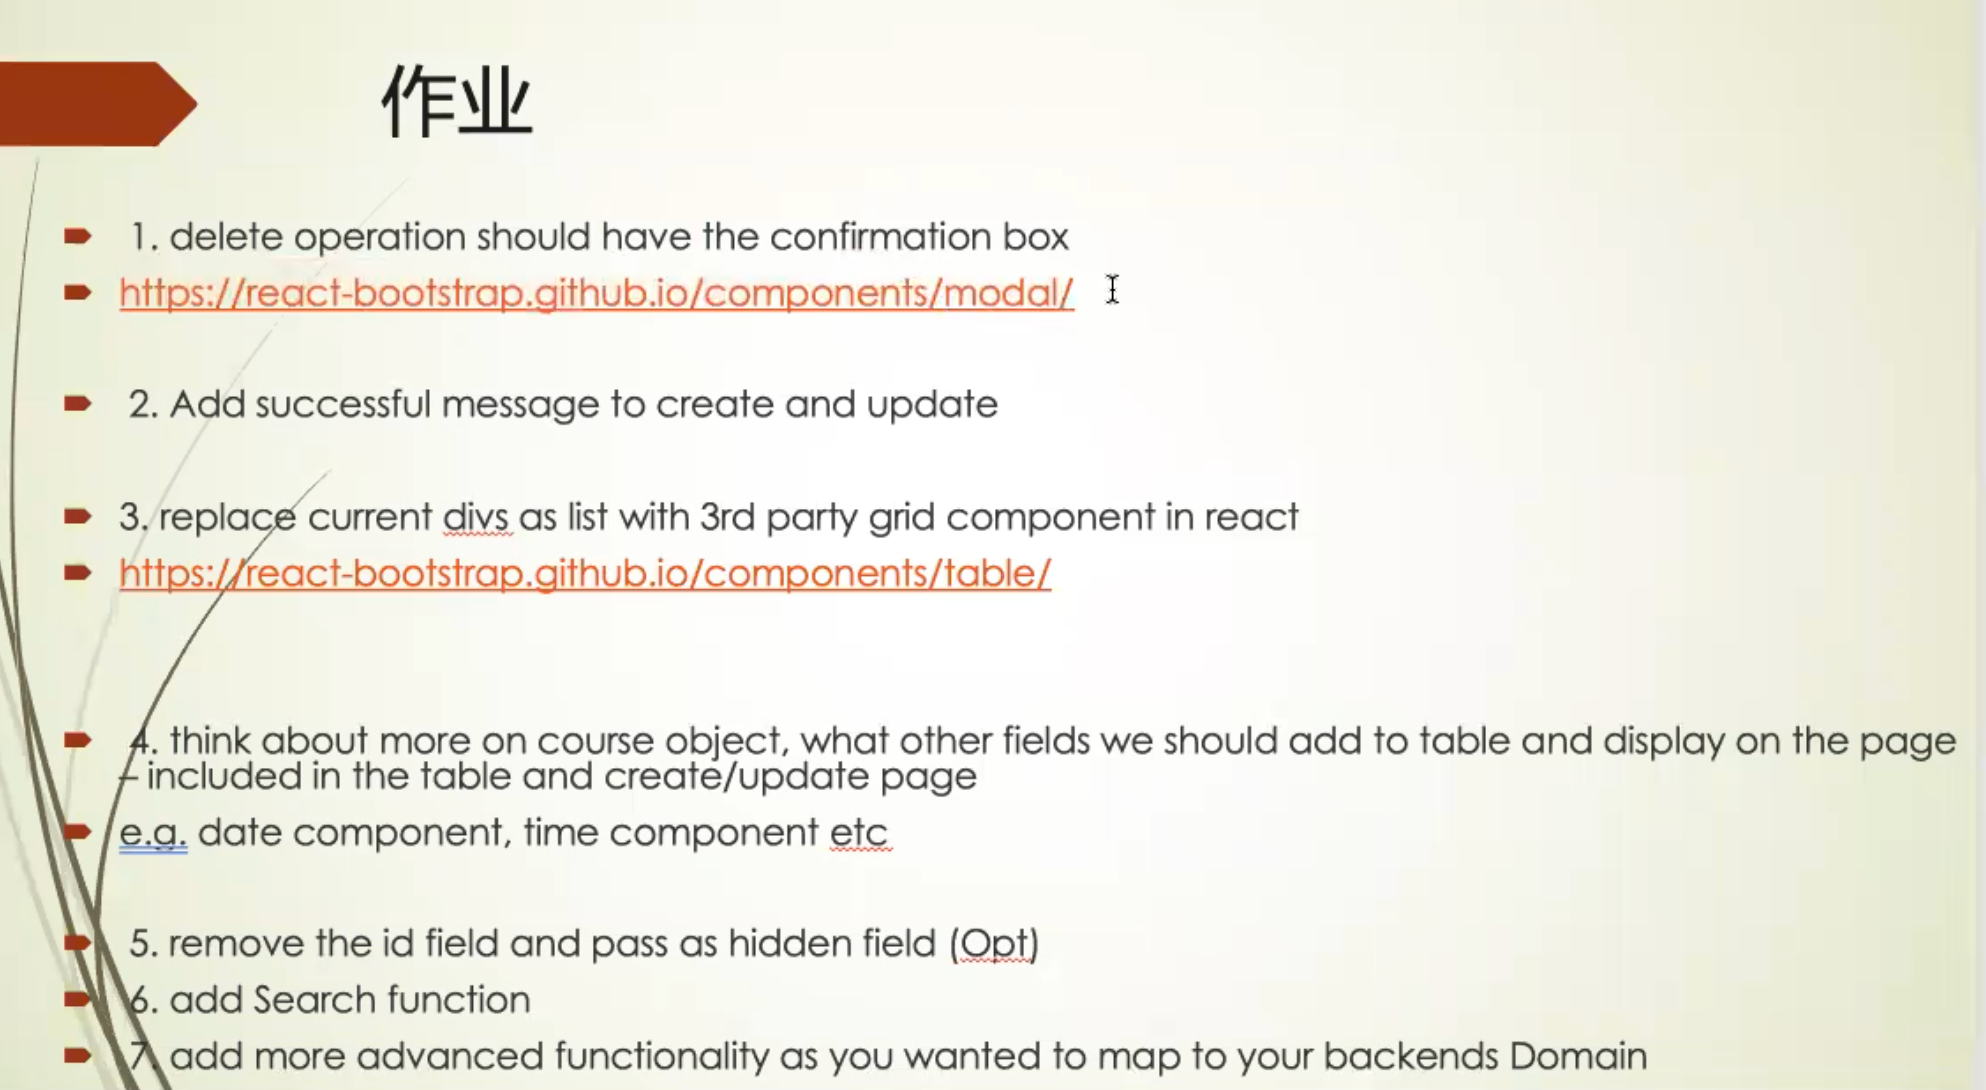 作业
1. delete operation should have the confirmation box
https://react-bootstrap.github.io/components/modal/
2. Add successful message to create and update
3. replace current divs as list with 3rd party grid component in react
https://react-bootstrap.github.io/components/table/
4. think about more on course object, what other fields we should add to table and display on the page
– included in the table and create/update page
e.g. date component, time component etc
5. remove the id field and pass as hidden field (Opt)
6. add Search function
7. add more advanced functionality as you wanted to map to your backends Domain